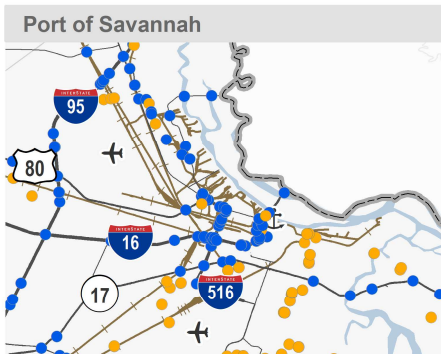 Port of Savannah
INTERSTATE
95
80
INTERSTATE
16
17
INTERSTATE
516